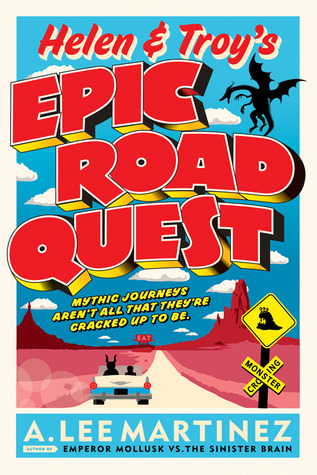 Helen & Troy's
EPIC
ROAD
QUEST
MYTHIC JOURNEYS
AREN'T ALL THAT THEY'RE
CRACKED UP TO BE.
EAT
MONSTER
CROSSING
A. LEE MARTINEZ
AUTHOR OF EMPEROR MOLLUSK VS. THE SINISTER BRAIN